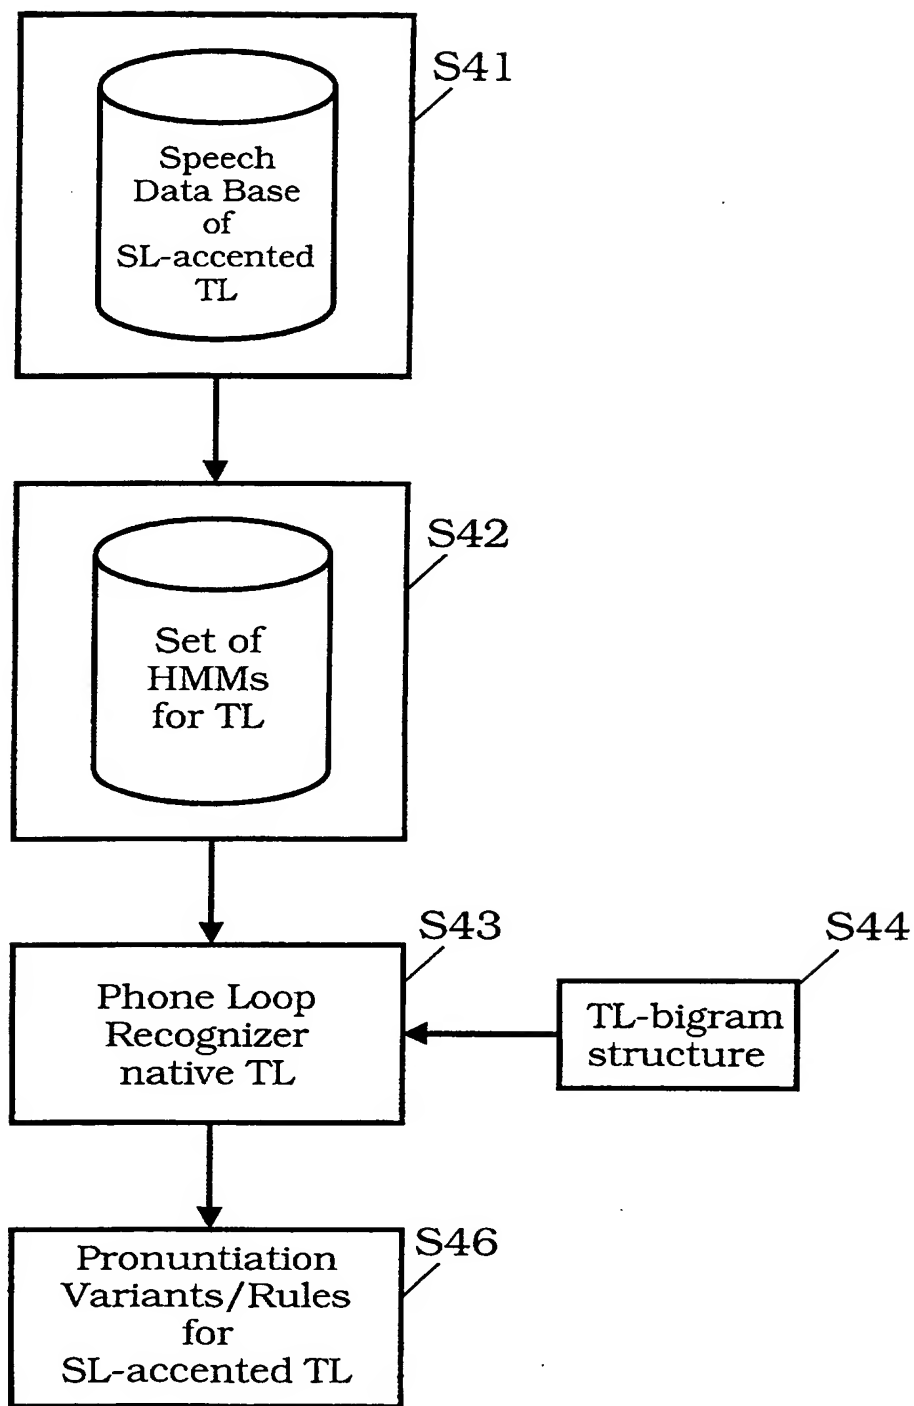 S41
Speech
Data Base
of
SL-accented
TL
S42
Set of
HMMs
for TL
S43
Phone Loop
Recognizer
native TL
S44
TL-bigram
structure
S46
Pronuntiation
Variants/Rules
for
SL-accented TL